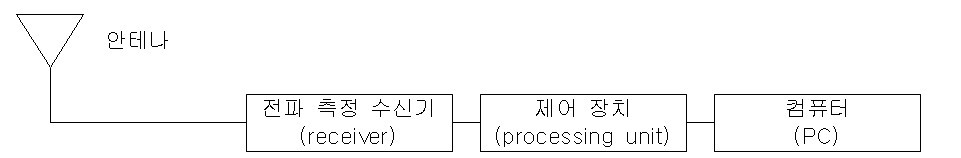 안테나
전파 측정 수신기
(receiver)
제어 장치
(processing unit)
컴퓨터
(PC)